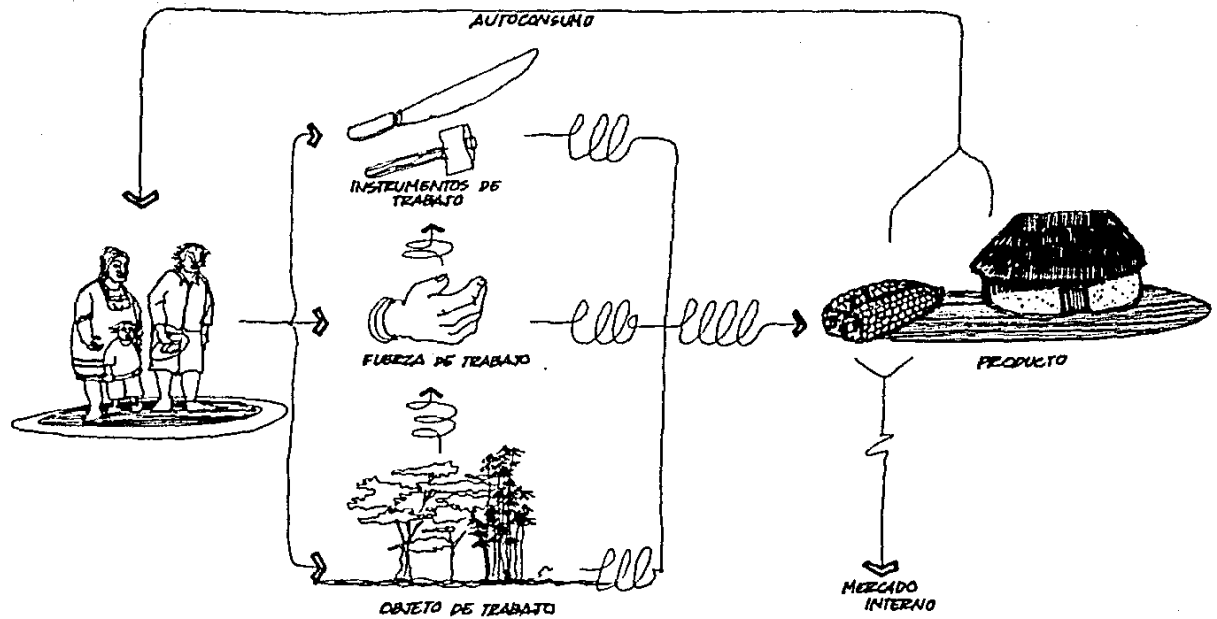 AUTOCONSUMO
INSTRUMENTOS DE
TRABAJO
FUERZA DE TRABAJO
PRODUCTO
OBJETO DE TRABAJO
MERCADO
INTERNO